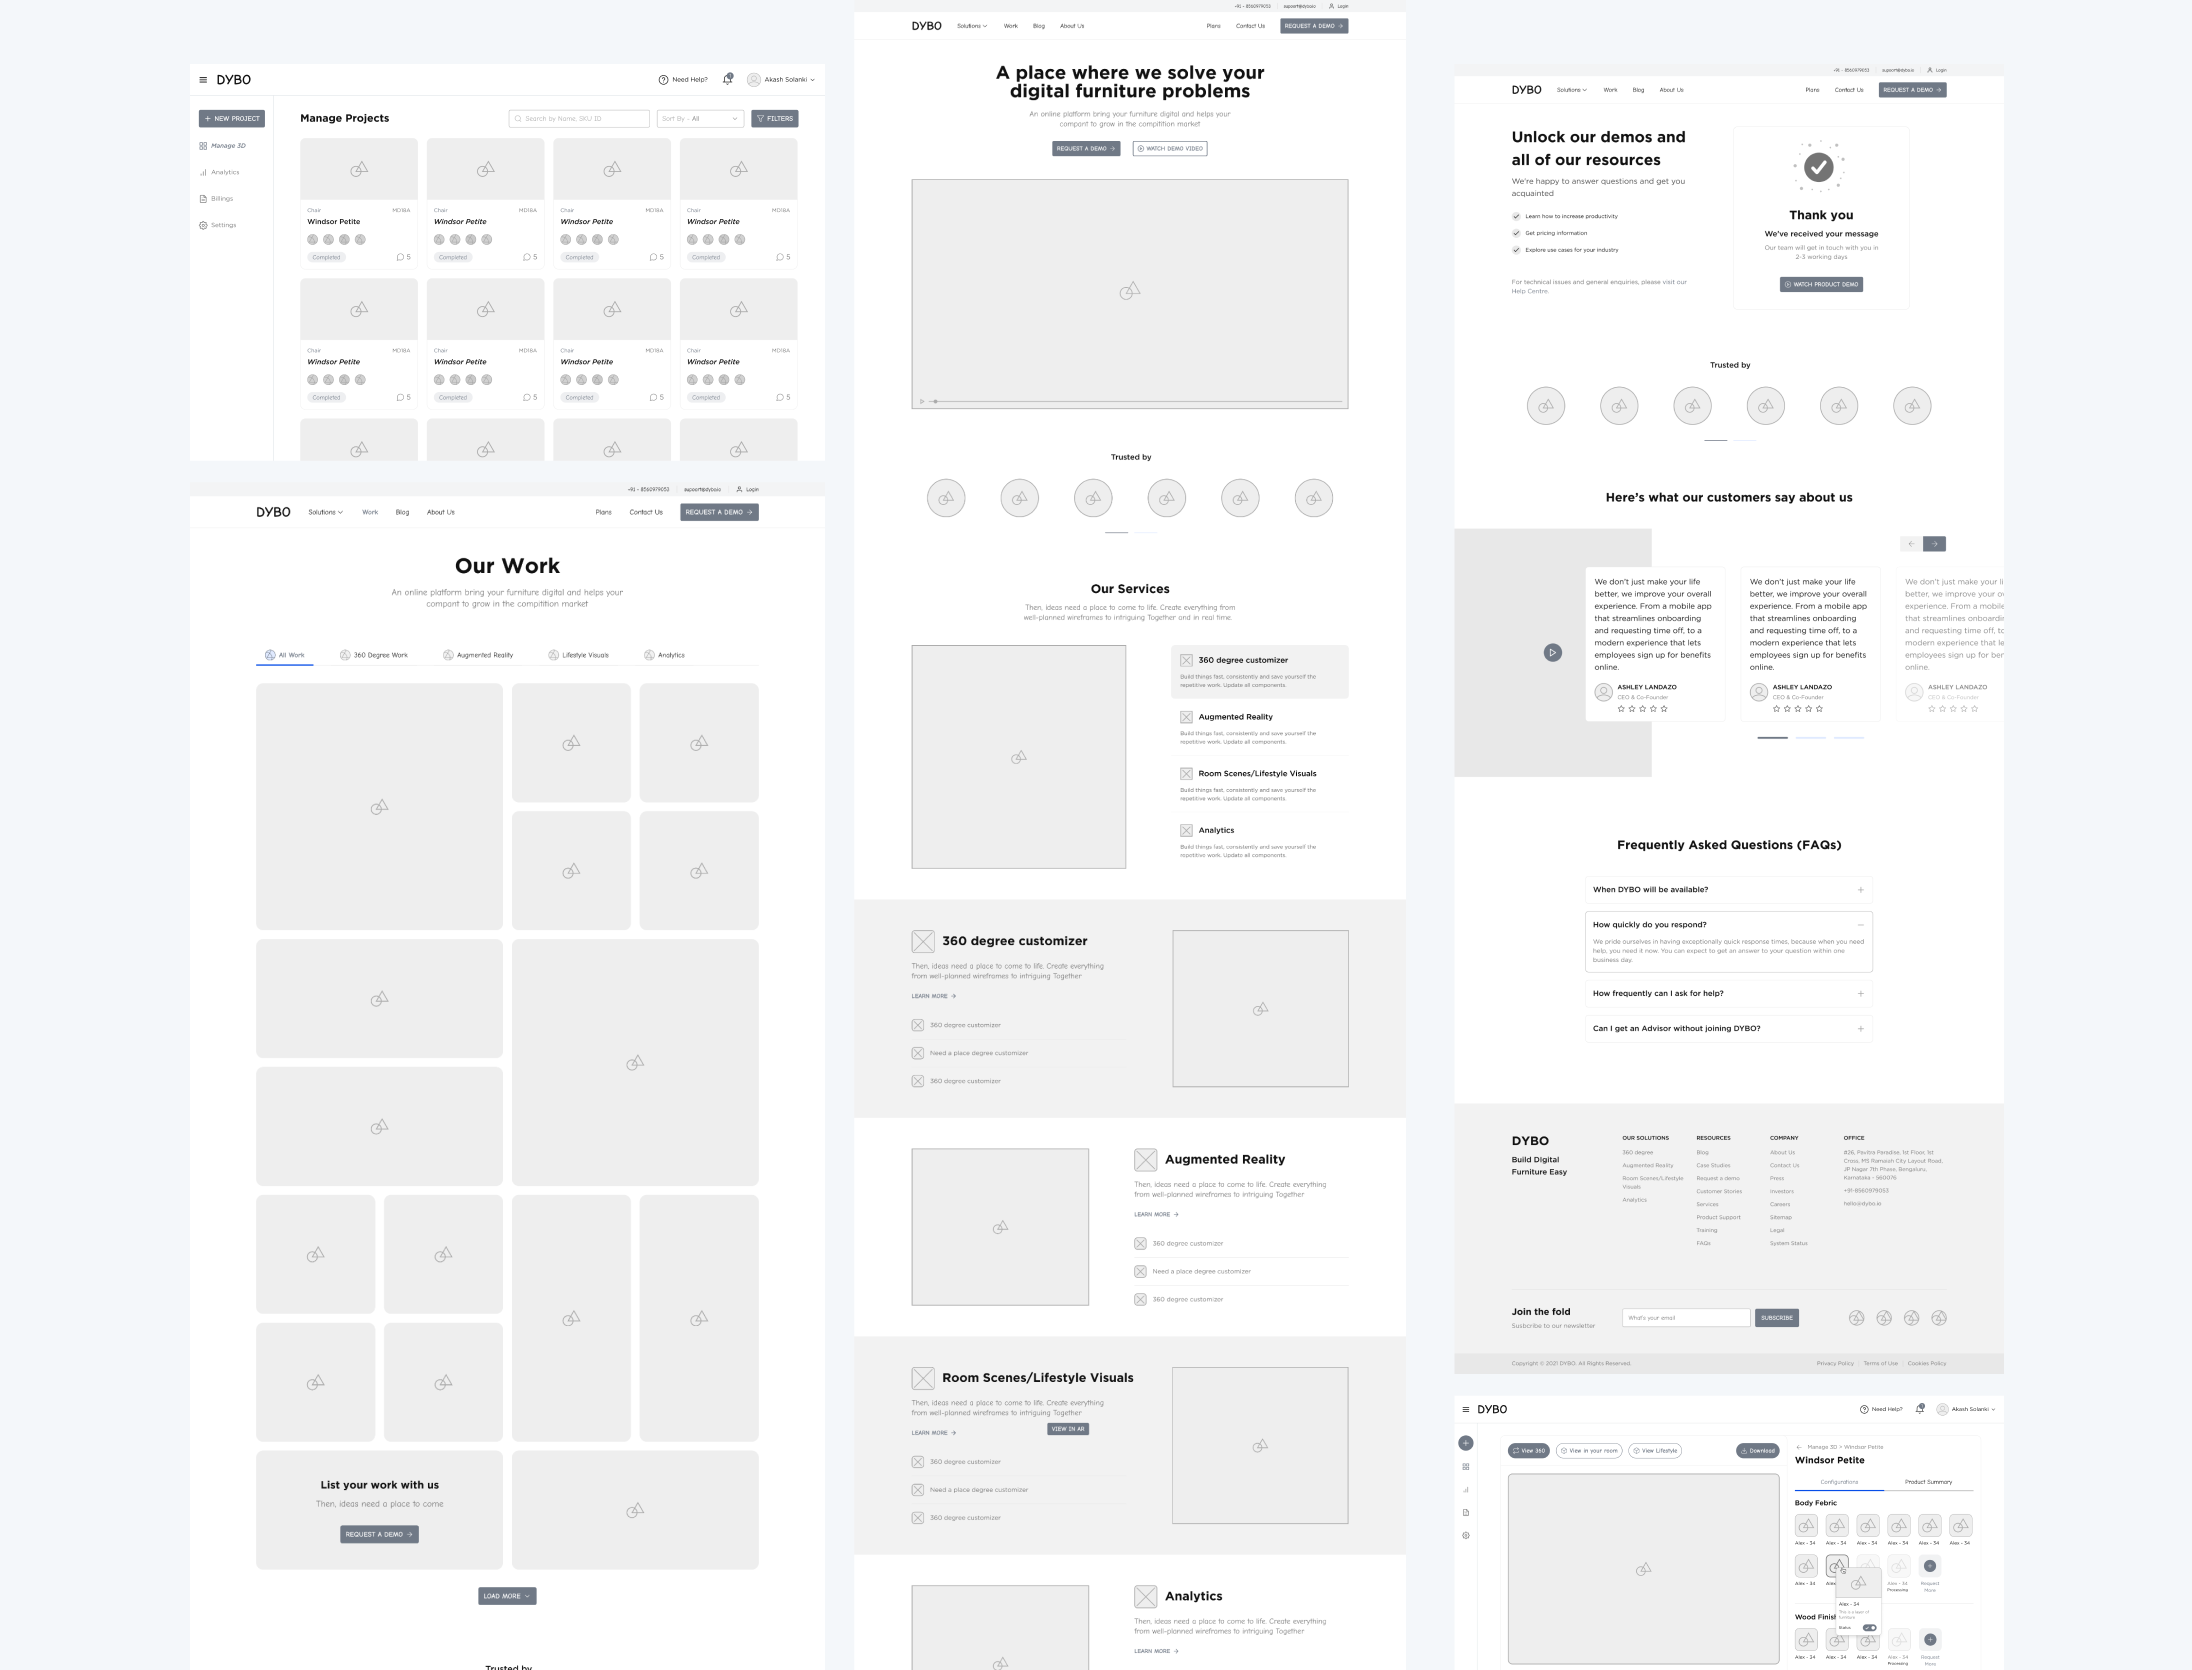 DYBO
Need Help?
Akash Solanki
NEW PROJECT
Manage 3D
Analytics
Billings
Settings
Manage Projects
Search by Name, SKU ID
Sort By - All
FILTERS
Chair MD18A
Windsor Petite
Completed 5
Chair MD18A
Windsor Petite
Completed 5
Chair MD18A
Windsor Petite
Completed 5
Chair MD18A
Windsor Petite
Completed 5
Chair MD18A
Windsor Petite
Completed 5
Chair MD18A
Windsor Petite
Completed 5
Chair MD18A
Windsor Petite
Completed 5
Chair MD18A
Windsor Petite
Completed 5
+91 - 8560979053
Login
DYBO
Solutions
Work
Blog
About Us
Plans
Contact Us
REQUEST A DEMO
Our Work
An online platfarm bring your furniture digital and helps your
compant to grow in the compitition market
All Work
360 Degree Work
Augmented Reality
Lifestyle Visuals
Analytics
List your work with us
Then, ideas need a place to come
REQUEST A DEMO
LOAD MORE
Trusted by
+91 - 8560979053
Login
DYBO
Solutions
Work
Blog
About Us
Plans
Contact Us
REQUEST A DEMO
A place where we solve your
digital furniture problems
An online platfarm bring your furniture digital and helps your
compant to grow in the compitition market
REQUEST A DEMO
WATCH DEMO VIDEO
Trusted by
Our Services
Then, ideas need a place to come to life. Create everything from
well-planned wireframes to intriguing Together and in real time.
360 degree customizer
Build things fast, consistently and save yourself the
repetitive work. Update all components.
Augmented Reality
Build things fast, consistently and save yourself the
repetitive work. Update all components.
Room Scenes/Lifestyle Visuals
Build things fast, consistently and save yourself the
repetitive work. Update all components.
Analytics
Build things fast, consistently and save yourself the
repetitive work. Update all components.
360 degree customizer
Then, ideas need a place to come to life. Create everything
from well-planned wireframes to intriguing Together
LEARN MORE
360 degree customizer
Need a place degree customizer
360 degree customizer
Augmented Reality
Then, ideas need a place to come to life. Create everything
from well-planned wireframes to intriguing Together
LEARN MORE
360 degree customizer
Need a place degree customizer
360 degree customizer
Room Scenes/Lifestyle Visuals
Then, ideas need a place to come to life. Create everything
from well-planned wireframes to intriguing Together
VIEW IN AR
LEARN MORE
360 degree customizer
Need a place degree customizer
360 degree customizer
Analytics
Then, ideas need a place to come to life. Create everything
from well-planned wireframes to intriguing Together
LEARN MORE
+91 - 8560979053
Login
DYBO
Solutions
Work
Blog
About Us
Plans
Contact Us
REQUEST A DEMO
Unlock our demos and
all of our resources
We're happy to answer questions and get you
acquainted
Learn how to increase productivity
Get pricing information
Explore use cases for your industry
For technical issues and general enquiries, please visit our
Help Centre.
Thank you
We've received your message
Our team will get in touch with you in
2-3 working days
WATCH PRODUCT DEMO
Trusted by
Here's what our customers say about us
We don't just make your life
better, we improve your overall
experience. From a mobile app
that streamlines onboarding
and requesting time off, to a
modern experience that lets
employees sign up for benefits
online.
ASHLEY LANDAZO
CEO & Co-Founder
We don't just make your life
better, we improve your overall
experience. From a mobile app
that streamlines onboarding
and requesting time off, to a
modern experience that lets
employees sign up for benefits
online.
ASHLEY LANDAZO
CEO & Co-Founder
We don't just make your li
better, we improve your ov
experience. From a mobile
that streamlines onboardin
and requesting time off, to
modern experience that le
employees sign up for ber
online.
ASHLEY LANDAZO
CEO & Co-Founder
Frequently Asked Questions (FAQs)
When DYBO will be available?
How quickly do you respond?
We pride ourselves in having exceptionally quick response times, because when you need
help, you need it now. You can expect to get an answer to your question within one
business day.
How frequently can I ask for help?
Can I get an Advisor without joining DYBO?
DYBO
Build Digital
Furniture Easy
OUR SOLUTIONS
360 degree
Augmented Reality
Room Scenes/Lifestyle
Visuals
Analytics
RESOURCES
Blog
Case Studies
Request a demo
Customer Stories
Services
Product Support
Training
FAQs
COMPANY
About Us
Contact Us
Press
Investors
Careers
Sitemap
Legal
System Status
OFFICE
#26, Pavitra Paradise, 1st Floor, 1st
Cross, MS Ramaiah City Layout Road,
JP Nagar 7th Phase, Bengaluru,
Karnataka - 560076
+91-8560979053
hello@dybo.io
Join the fold
Susbcribe to our newsletter
What's your email
SUBSCRIBE
Copyright © 2021 DYBO. All Rights Reserved.
Privacy Policy
Terms of Use
Cookies Policy
DYBO
Need Help?
Akash Solanki
View 360
View in your room
View Lifestyle
Download
Manage 3D > Windsor Petite
Windsor Petite
Configurations
Product Summary
Body Febric
Alex - 34
Alex - 34
Alex - 34
Alex - 34
Alex - 34
Alex - 34
Alex - 34
Alex - 34
Processing
Request
More
Alex - 34
Status
Wood Finish
Alex - 34
Alex - 34
Alex - 34
Alex - 34
Processing
Request
More